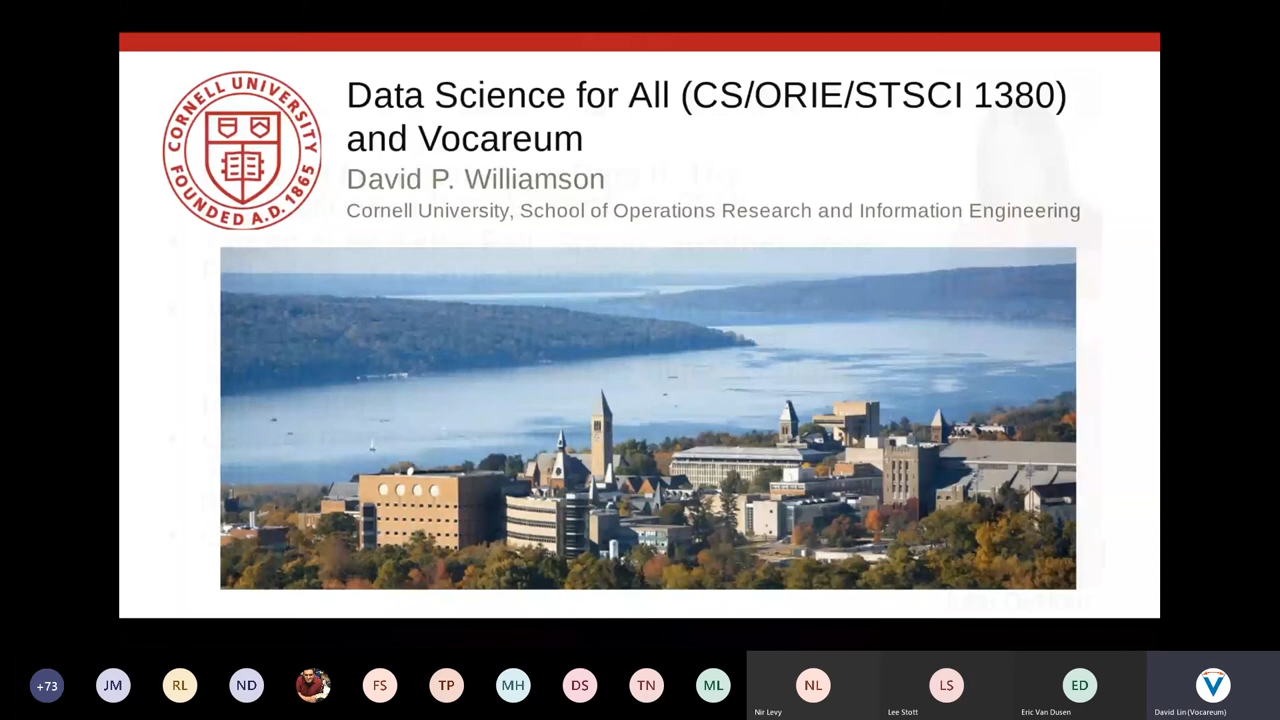 CORNELL UNIVERSITY
FOUNDED A.D. 1865
Data Science for All (CS/ORIE/STSCI 1380)
and Vocareum
David P. Williamson
Cornell University, School of Operations Research and Information Engineering
+73
JM
RL
ND
FS
TP
MH
DS
TN
ML
NL
LS
ED
Nir Levy
Lee Stott
Eric Van Dusen
David Lin (Vocareum)